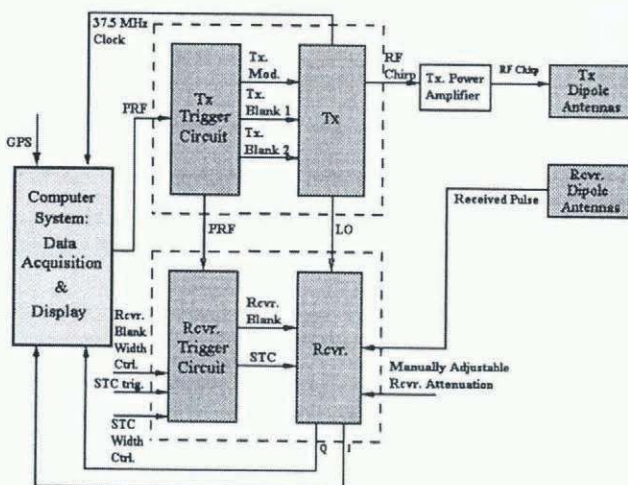 37.5 MHz
Clock
GPS
PRF
Computer
System:
Data
Acquisition
&
Display
Tx
Trigger
Circuit
Tx.
Mod.
Tx.
Blank 1
Tx.
Blank 2
Tx
RF
Chirp
Tx. Power
Amplifier
RF Chirp
Tx
Dipole
Antennas
Rcvr.
Dipole
Antennas
Received Pulse
PRF
LO
Rcvr.
Blank
Width
Ctrl.
STC trig.
STC
Width
Ctrl.
Rcvr.
Trigger
Circuit
Rcvr.
Blank
STC
Rcvr.
Manually Adjustable
Rcvr. Attenuation
Q
I